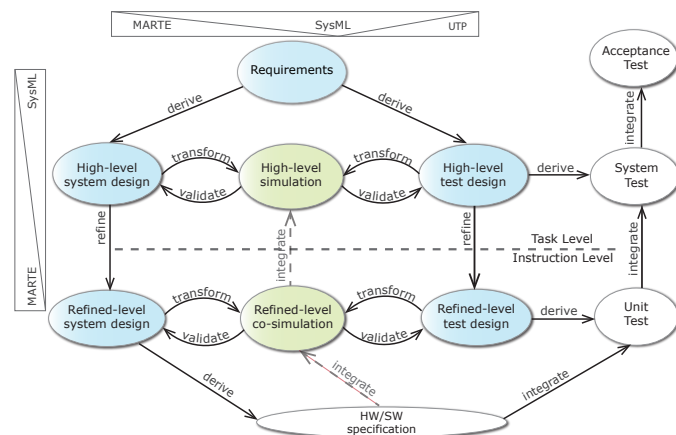 MARTE SysML UTP
Requirements
Acceptance
Test
SysML
derive
derive
integrate
High-level
system design
transform
validate
High-level
simulation
transform
validate
High-level
test design
derive
System
Test
refine
integrate
refine
integrate
Task Level
Instruction Level
MARTE
Refined-level
system design
transform
validate
Refined-level
co-simulation
transform
validate
Refined-level
test design
derive
Unit
Test
derive
integrate
integrate
HW/SW
specification